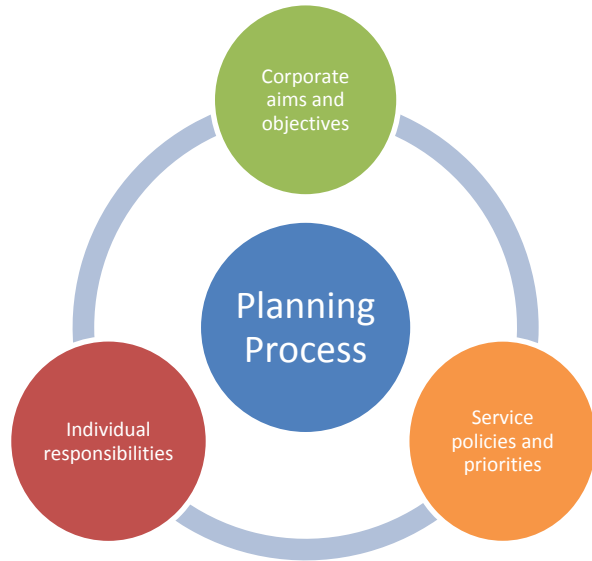 Corporate
aims and
objectives
Planning
Process
Individual
responsibilities
Service
policies and
priorities